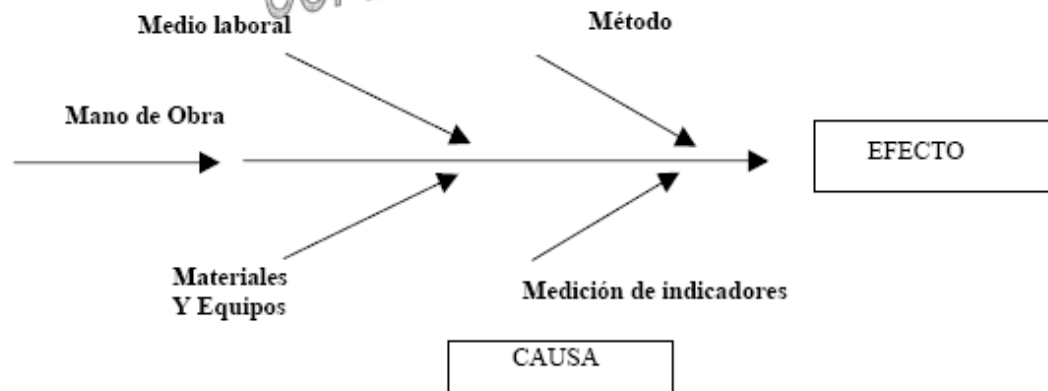 Medio laboral
Método
Mano de Obra
EFECTO
Materiales
Y Equipos
Medición de indicadores
CAUSA